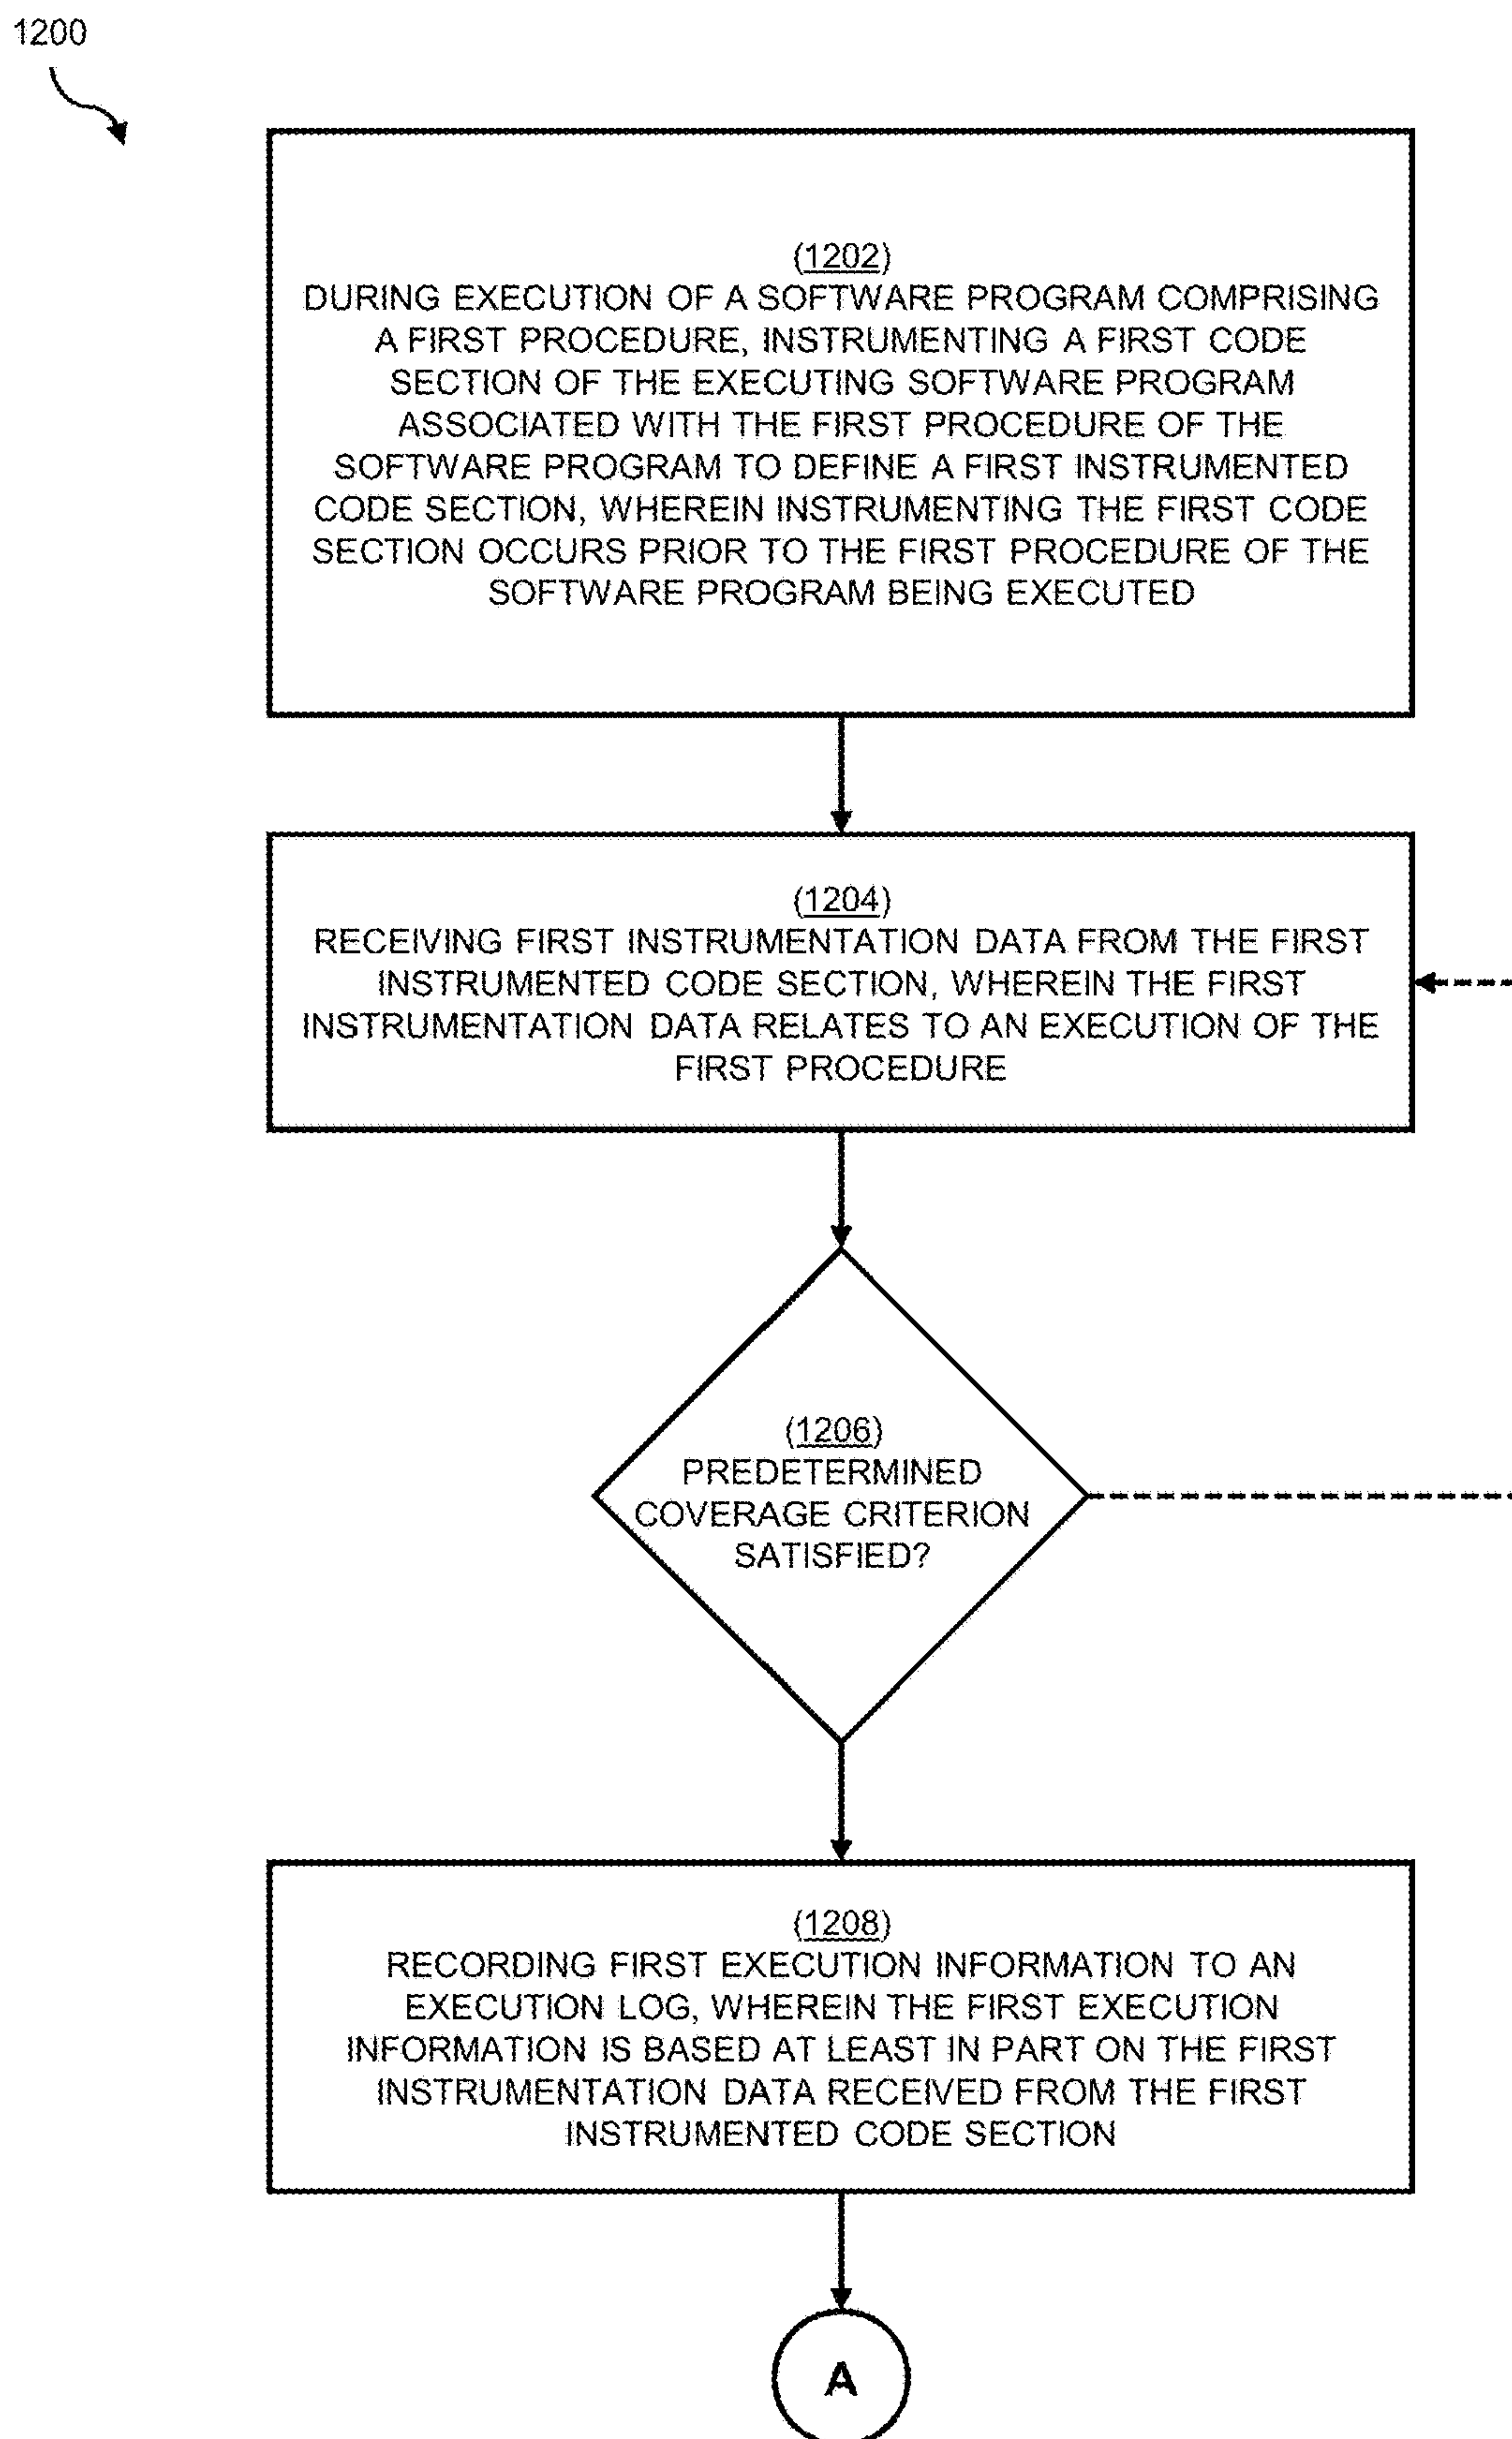 1200
(1202)
DURING EXECUTION OF A SOFTWARE PROGRAM COMPRISING
A FIRST PROCEDURE, INSTRUMENTING A FIRST CODE
SECTION OF THE EXECUTING SOFTWARE PROGRAM
ASSOCIATED WITH THE FIRST PROCEDURE OF THE
SOFTWARE PROGRAM TO DEFINE A FIRST INSTRUMENTED
CODE SECTION, WHEREIN INSTRUMENTING THE FIRST CODE
SECTION OCCURS PRIOR TO THE FIRST PROCEDURE OF THE
SOFTWARE PROGRAM BEING EXECUTED
(1204)
RECEIVING FIRST INSTRUMENTATION DATA FROM THE FIRST
INSTRUMENTED CODE SECTION, WHEREIN THE FIRST
INSTRUMENTATION DATA RELATES TO AN EXECUTION OF THE
FIRST PROCEDURE
(1206)
PREDETERMINED
COVERAGE CRITERION
SATISFIED?
(1208)
RECORDING FIRST EXECUTION INFORMATION TO AN
EXECUTION LOG, WHEREIN THE FIRST EXECUTION
INFORMATION IS BASED AT LEAST IN PART ON THE FIRST
INSTRUMENTATION DATA RECEIVED FROM THE FIRST
INSTRUMENTED CODE SECTION
A